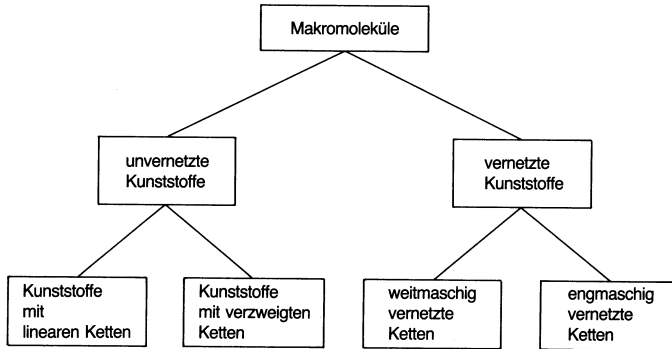 Makromoleküle
unvernetzte
Kunststoffe
vernetzte
Kunststoffe
Kunststoffe
mit
linearen Ketten
Kunststoffe
mit verzweigten
Ketten
weitmaschig
vernetzte
Ketten
engmaschig
vernetzte
Ketten